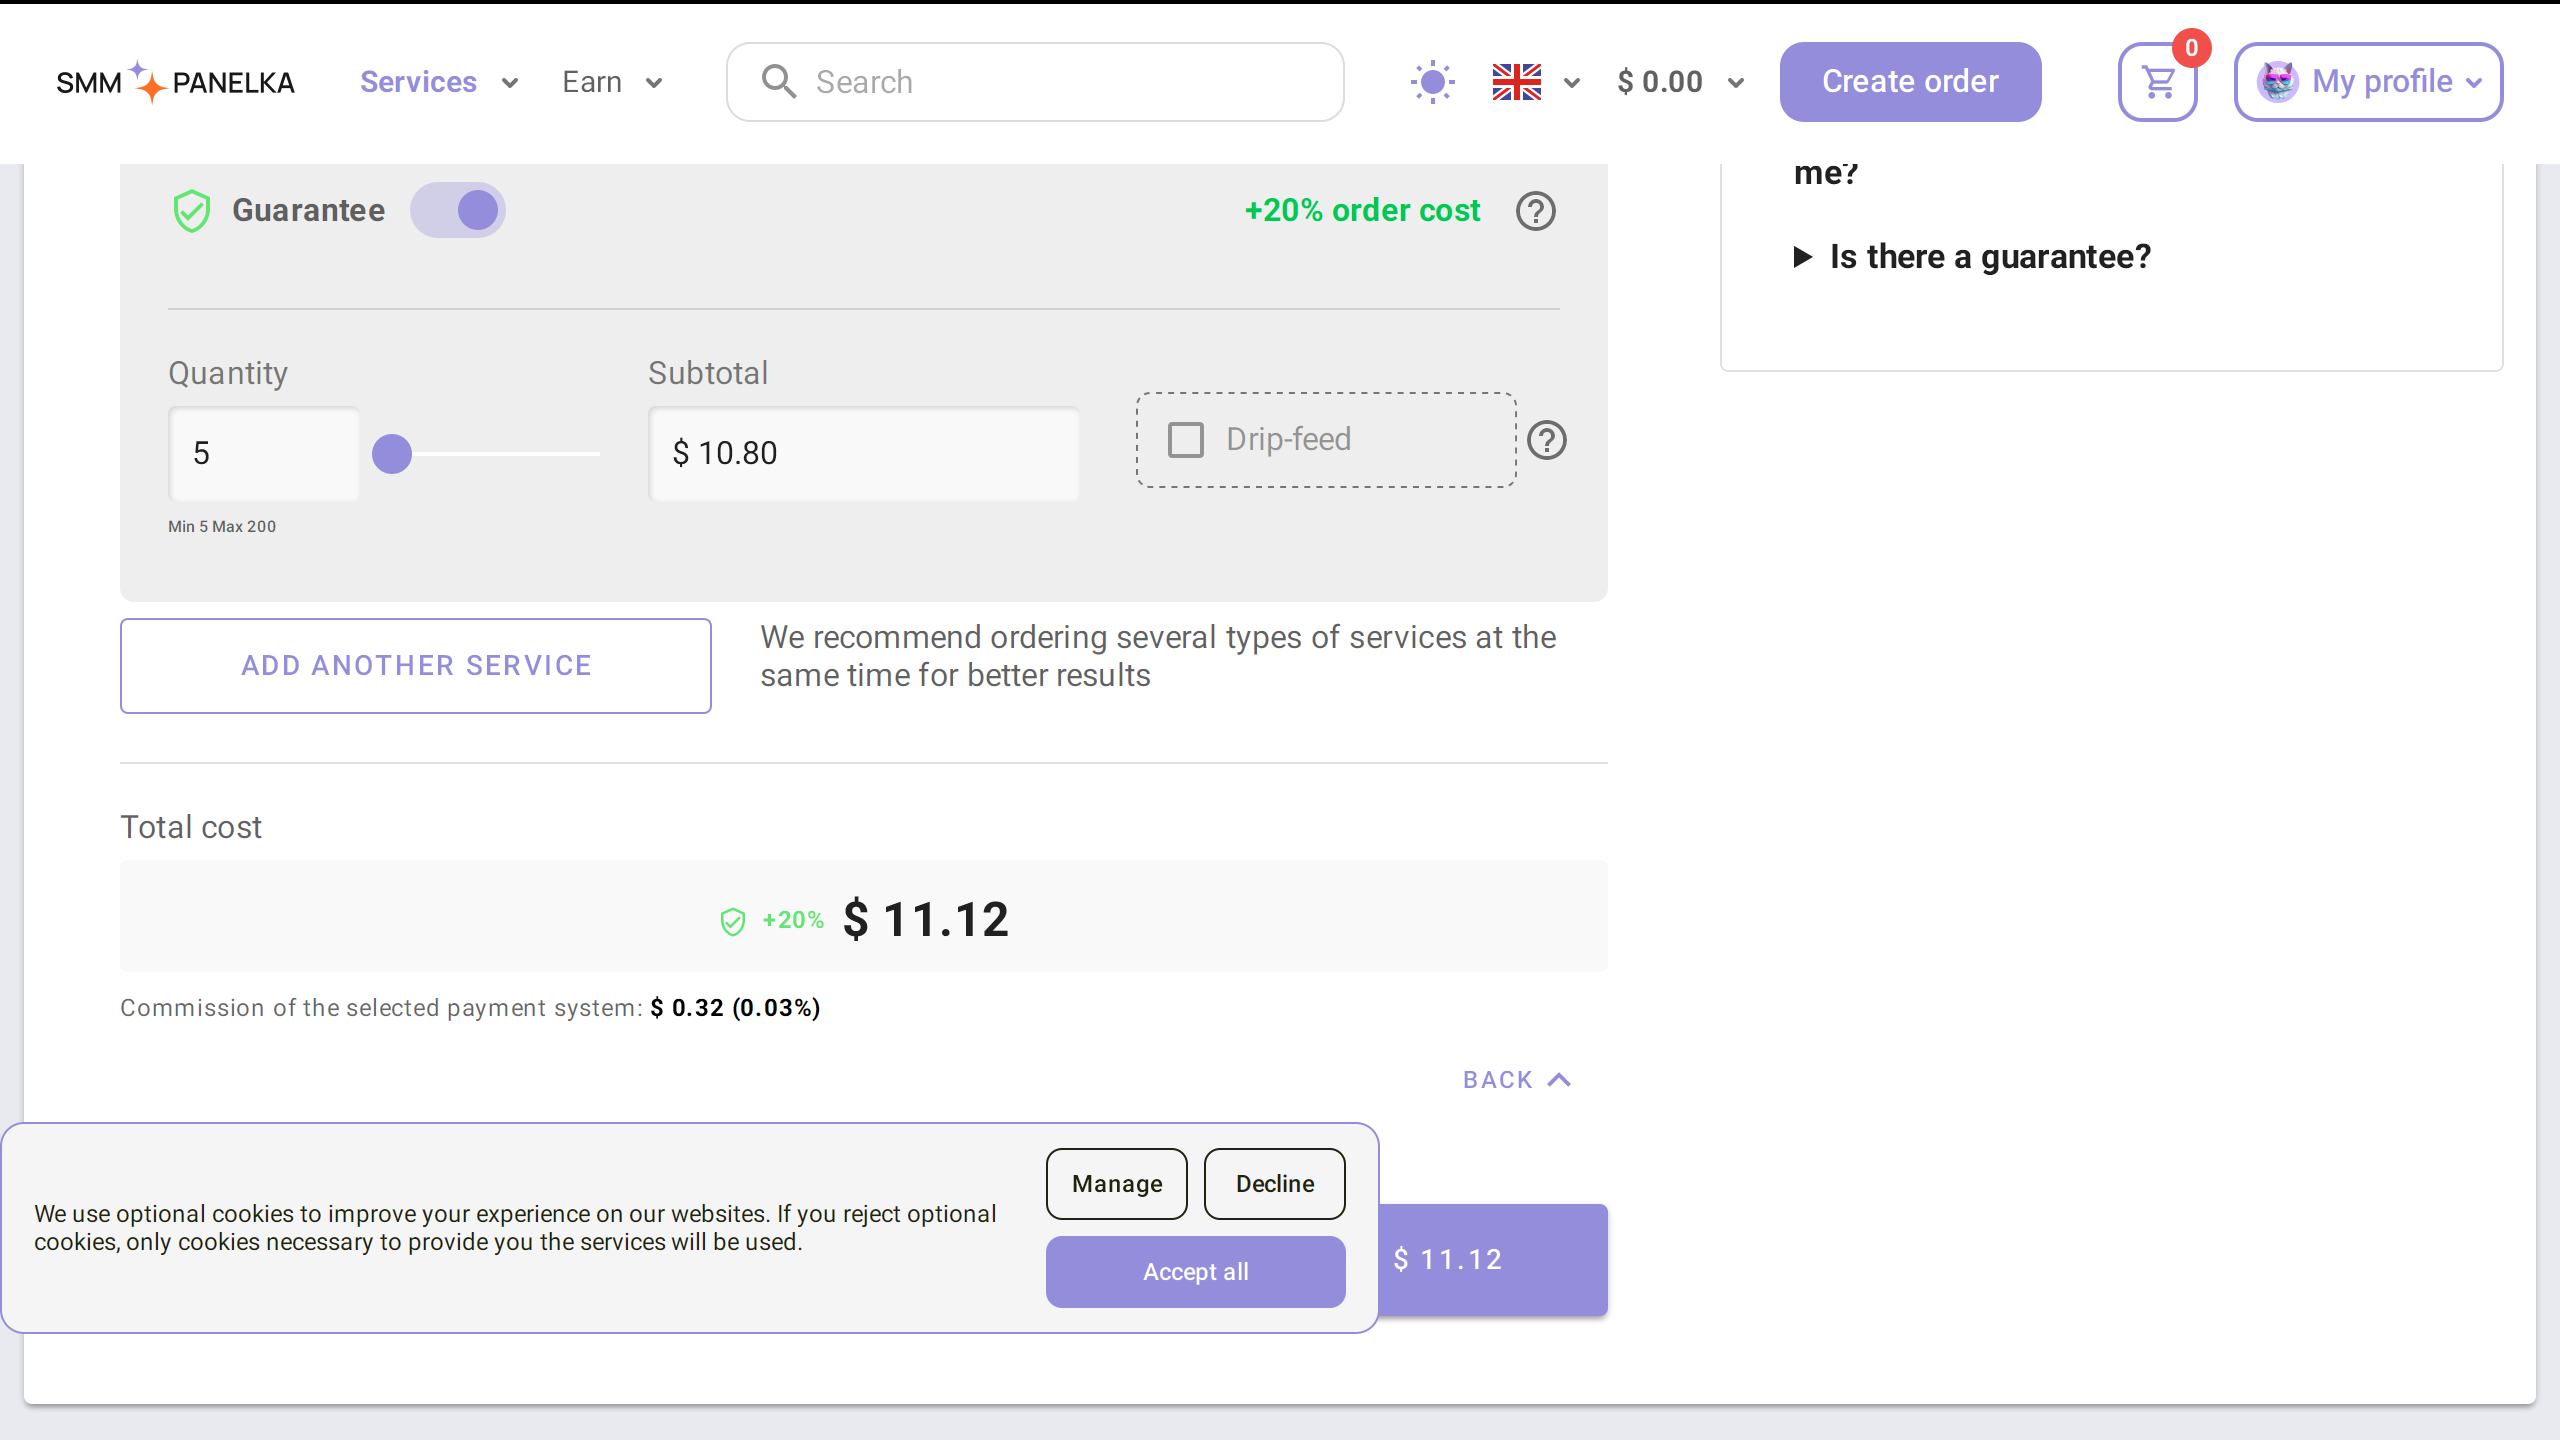 SMM PANELKA
Services
Earn
Search
$ 0.00
Create order
0
My profile
Guarantee
+20% order cost
me?
Is there a guarantee?
Quantity
Subtotal
5
$ 10.80
Drip-feed
Min 5 Max 200
ADD ANOTHER SERVICE
We recommend ordering several types of services at the
same time for better results
Total cost
+20% $ 11.12
Commission of the selected payment system: $ 0.32 (0.03%)
BACK
We use optional cookies to improve your experience on our websites. If you reject optional
cookies, only cookies necessary to provide you the services will be used.
Manage
Decline
Accept all
$ 11.12